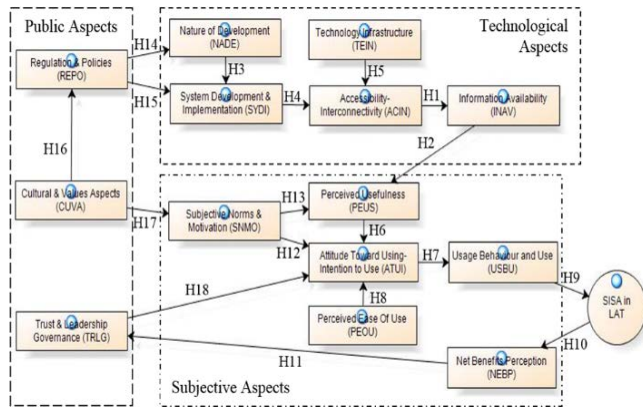 Public Aspects
Technological
Aspects
H14
Nature of Development
(NADE)
Technology Infrastructure
(TEIN)
Regulation & Policies
(REPO)
H3
H5
H15
System Development &
Implementation (SYDI)
H4
Accessibility-
Interconnectivity (ACIN)
H1
Information Availability
(INAV)
H2
H16
Cultural & Values Aspects
(CUVA)
H17
Subjective Norms &
Motivation (SNMO)
H13
Perceived Usefulness
(PEUS)
H6
H12
Attitude Toward Using-
Intention to Use (ATUI)
H7
Usage Behaviour and Use
(USBU)
H9
H18
H8
SISA in
LAT
Trust & Leadership
Governance (TRLG)
Perceived Ease Of Use
(PEOU)
H10
H11
Net Benefits Perception
(NEBP)
Subjective Aspects